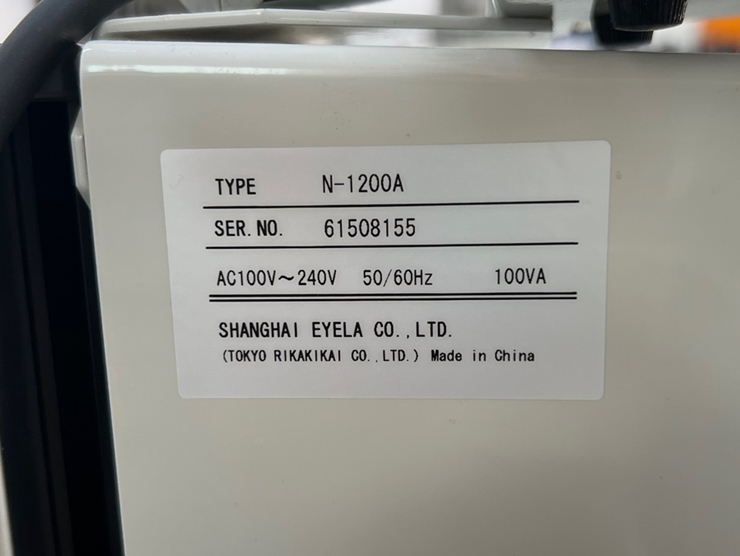 TYPE N-1200A
SER. NO. 61508155
AC100V～240V 50/60Hz 100VA
SHANGHAI EYELA CO.,LTD.
(TOKYO RIKAKIKAI CO.,LTD.) Made in China